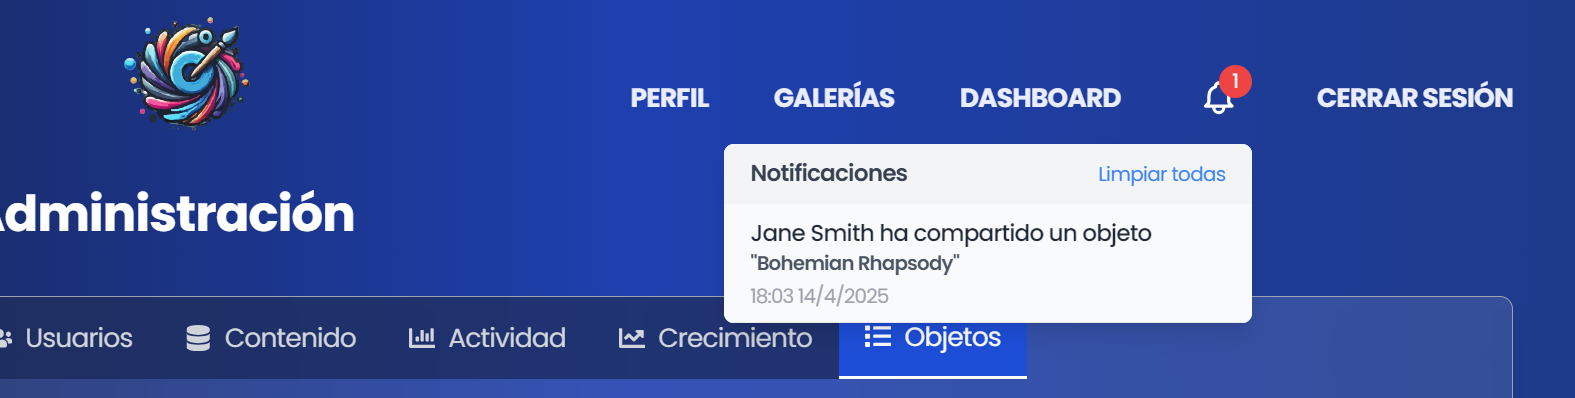 PERFIL GALERÍAS DASHBOARD 1 CERRAR SESIÓN
Notificaciones Limpiar todas
Administración
Jane Smith ha compartido un objeto
"Bohemian Rhapsody"
18:03 14/4/2025
Usuarios Contenido Actividad Crecimiento Objetos